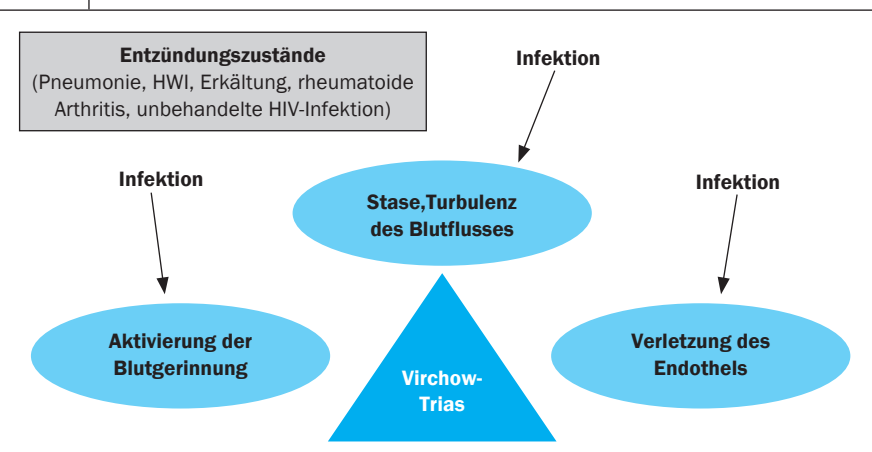 Entzündungszustände
(Pneumonie, HWI, Erkältung, rheumatoide
Arthritis, unbehandelte HIV-Infektion)
Infektion
Infektion
Infektion
Stase,Turbulenz
des Blutflusses
Aktivierung der
Blutgerinnung
Verletzung des
Endothels
Virchow-
Trias